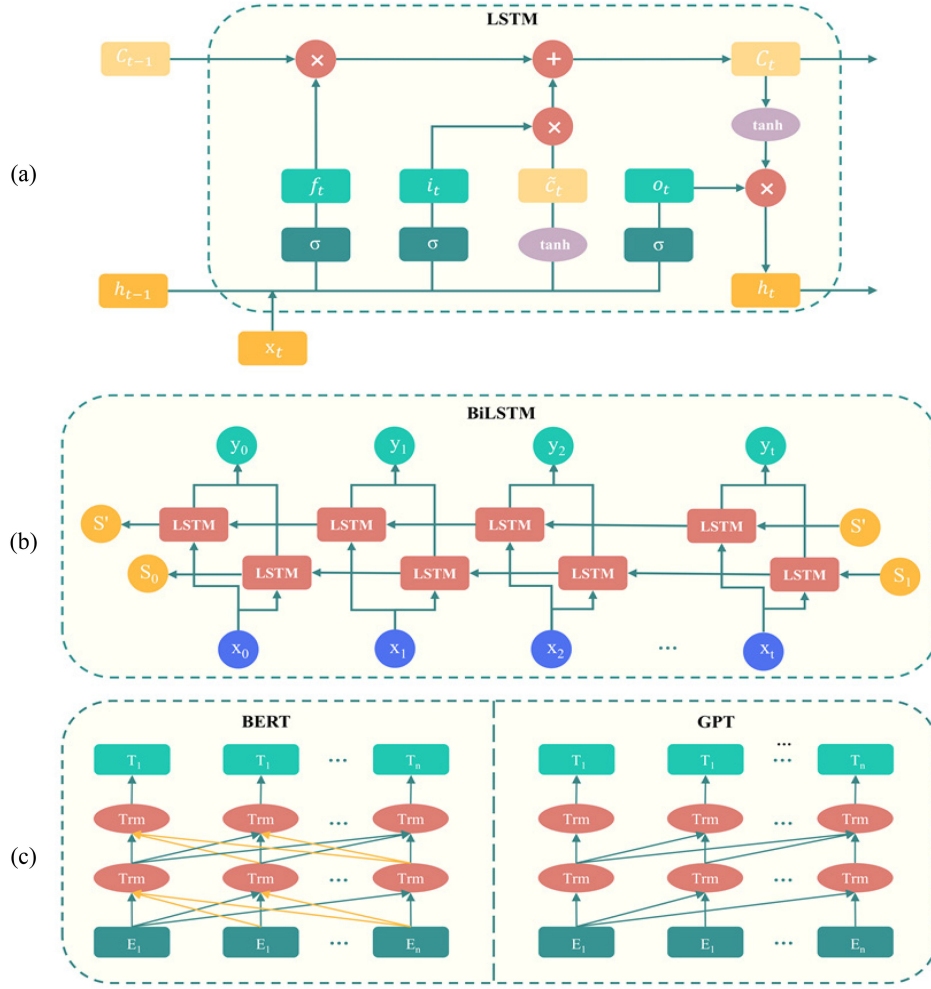 LSTM
C_{t-1} × + C_t
tanh
×
(a)
f_t i_t c̃_t o_t ×
σ σ tanh σ
h_{t-1} h_t
x_t
BiLSTM
y_0 y_1 y_2 y_t
S' LSTM LSTM LSTM LSTM S'
(b)
S_0 LSTM LSTM LSTM LSTM S_1
x_0 x_1 x_2 ... x_t
BERT GPT
...
T_1 T_1 ... T_n T_1 T_1 ... T_n
Trm Trm ... Trm Trm Trm ... Trm
(c)
Trm Trm ... Trm Trm Trm ... Trm
E_1 E_1 ... E_n E_1 E_1 ... E_n